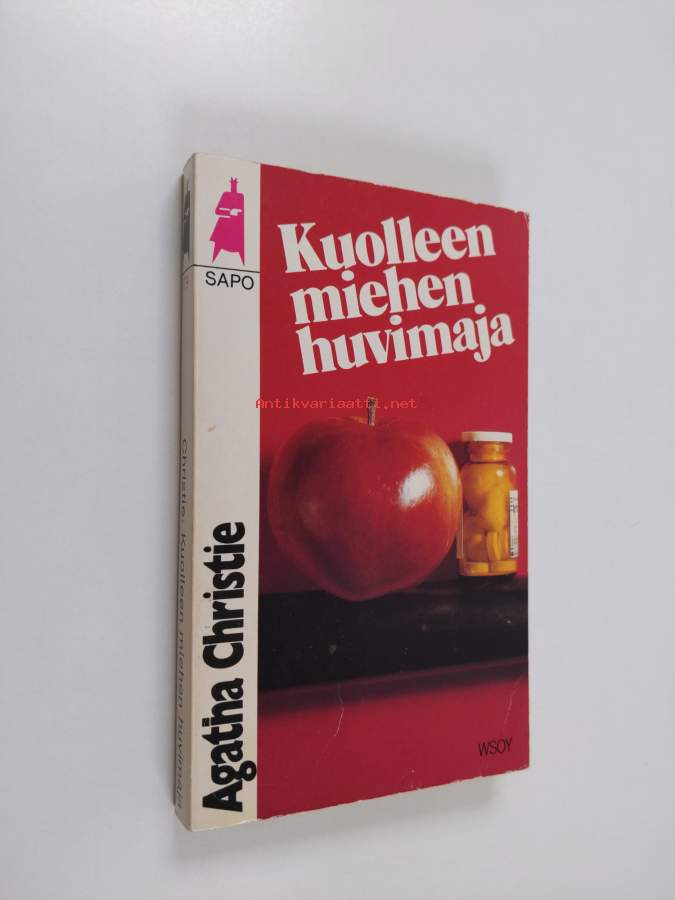 SAPO
Kuolleen
miehen
huvimaja
Antikvariaatti.net
Agatha Christie
WSOY
Christie: Kuolleen miehen huvimaja